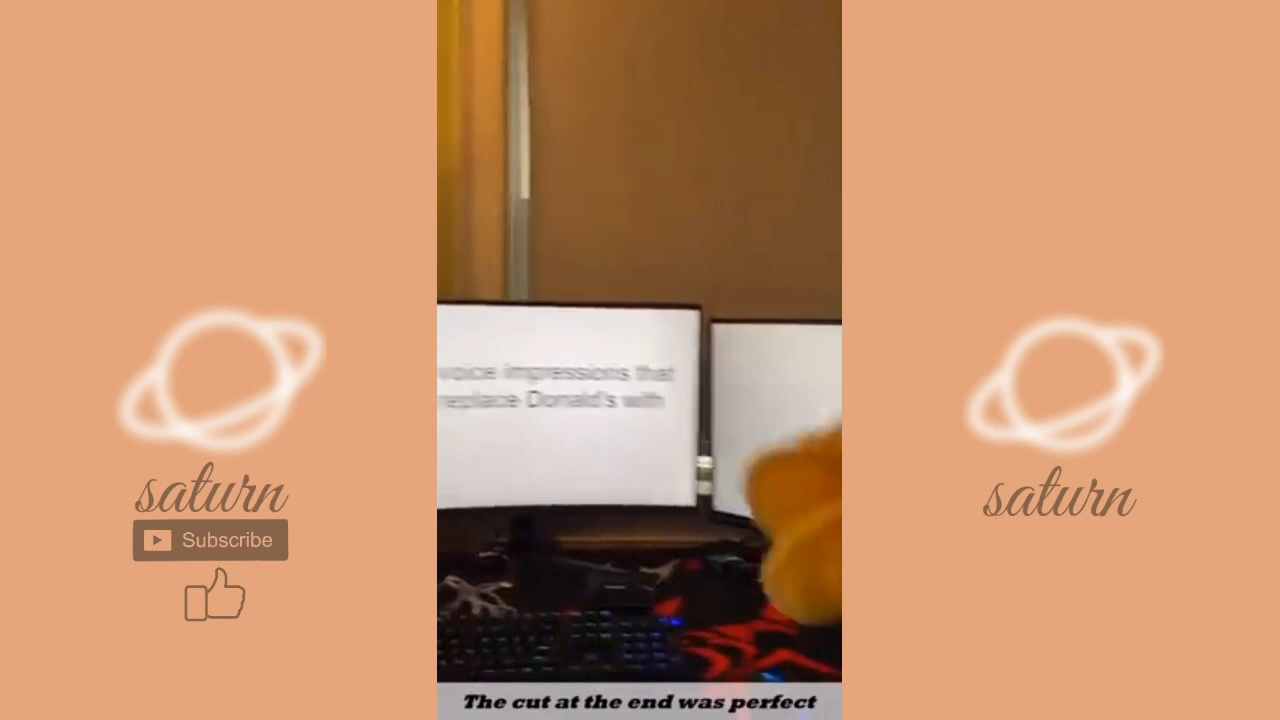 voice impressions that
replace Donald's with
saturn
Subscribe
saturn
The cut at the end was perfect